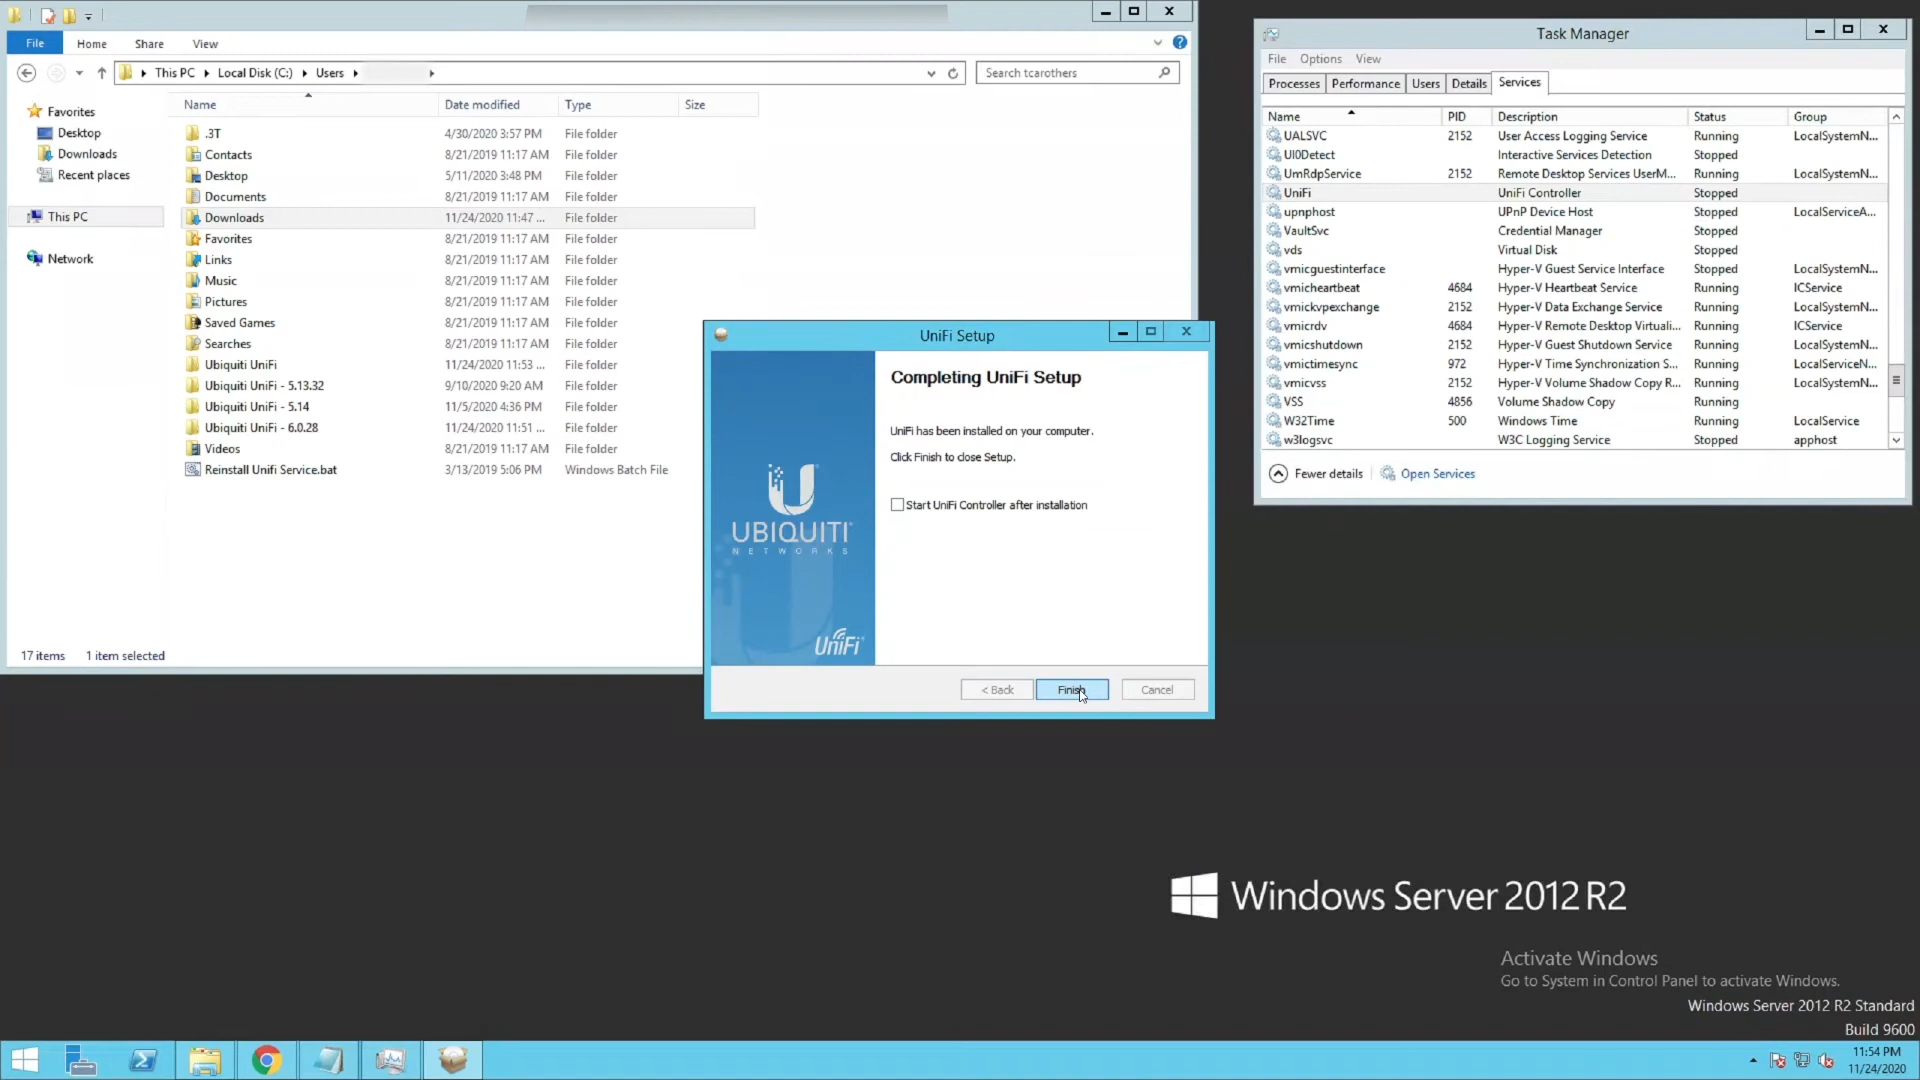 File
Home
Share
View
This PC
Local Disk (C:)
Users
Search tcarothers
Favorites
Desktop
Downloads
Recent places
This PC
Network
Name Date modified Type Size
.3T 4/30/2020 3:57 PM File folder
Contacts 8/21/2019 11:17 AM File folder
Desktop 5/11/2020 3:48 PM File folder
Documents 8/21/2019 11:17 AM File folder
Downloads 11/24/2020 11:47 ... File folder
Favorites 8/21/2019 11:17 AM File folder
Links 8/21/2019 11:17 AM File folder
Music 8/21/2019 11:17 AM File folder
Pictures 8/21/2019 11:17 AM File folder
Saved Games 8/21/2019 11:17 AM File folder
Searches 8/21/2019 11:17 AM File folder
Ubiquiti UniFi 11/24/2020 11:53 ... File folder
Ubiquiti UniFi - 5.13.32 9/10/2020 9:20 AM File folder
Ubiquiti UniFi - 5.14 11/5/2020 4:36 PM File folder
Ubiquiti UniFi - 6.0.28 11/24/2020 11:51 ... File folder
Videos 8/21/2019 11:17 AM File folder
Reinstall Unifi Service.bat 3/13/2019 5:06 PM Windows Batch File
17 items 1 item selected
UniFi Setup
Completing UniFi Setup
UniFi has been installed on your computer.
Click Finish to close Setup.
Start UniFi Controller after installation
UBIQUITI
NETWORKS
UniFi
< Back
Finish
Cancel
Task Manager
File Options View
Processes Performance Users Details Services
Name PID Description Status Group
UALSVC 2152 User Access Logging Service Running LocalSystemN...
UI0Detect Interactive Services Detection Stopped
UmRdpService 2152 Remote Desktop Services UserM... Running LocalSystemN...
UniFi UniFi Controller Stopped
upnphost UPnP Device Host Stopped LocalServiceA...
VaultSvc Credential Manager Stopped
vds Virtual Disk Stopped
vmicguestinterface Hyper-V Guest Service Interface Stopped LocalSystemN...
vmicheartbeat 4684 Hyper-V Heartbeat Service Running ICService
vmickvpexchange 2152 Hyper-V Data Exchange Service Running LocalSystemN...
vmicrdv 4684 Hyper-V Remote Desktop Virtuali... Running ICService
vmicshutdown 2152 Hyper-V Guest Shutdown Service Running LocalSystemN...
vmictimesync 972 Hyper-V Time Synchronization S... Running LocalServiceN...
vmicvss 2152 Hyper-V Volume Shadow Copy R... Running LocalSystemN...
VSS 4856 Volume Shadow Copy Running
W32Time 500 Windows Time Running LocalService
w3logsvc W3C Logging Service Stopped apphost
Fewer details
Open Services
Windows Server 2012 R2
Activate Windows
Go to System in Control Panel to activate Windows.
Windows Server 2012 R2 Standard
Build 9600
11:54 PM
11/24/2020